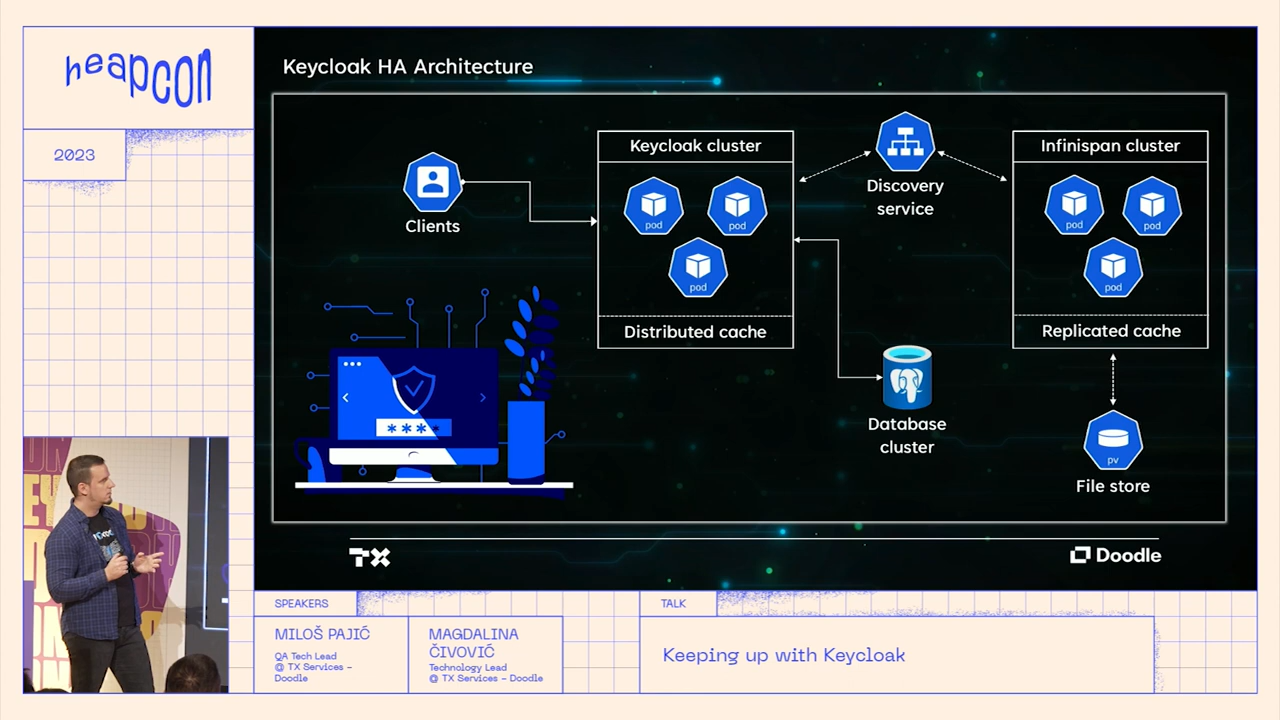 heapcon
2023
Keycloak HA Architecture
Clients
Keycloak cluster
pod
pod
pod
Distributed cache
Discovery
service
Database
cluster
Infinispan cluster
pod
pod
pod
Replicated cache
pv
File store
****
TX
Doodle
SPEAKERS
MILOŠ PAJIĆ
QA Tech Lead
@ TX Services –
Doodle
MAGDALINA
ČIVOVIĆ
Technology Lead
@ TX Services – Doodle
TALK
Keeping up with Keycloak